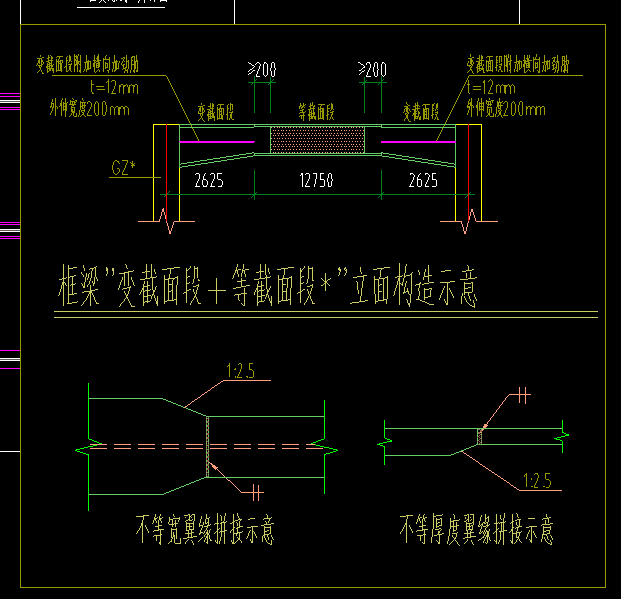 变截面段附加横向加劲肋
t=12mm
外伸宽度200mm
≥200
≥200
变截面段附加横向加劲肋
t=12mm
外伸宽度200mm
变截面段
等截面段
变截面段
GZ*
2625
12750
2625
框梁"变截面段+等截面段*"立面构造示意
1:2.5
1:2.5
不等宽翼缘拼接示意
不等厚度翼缘拼接示意